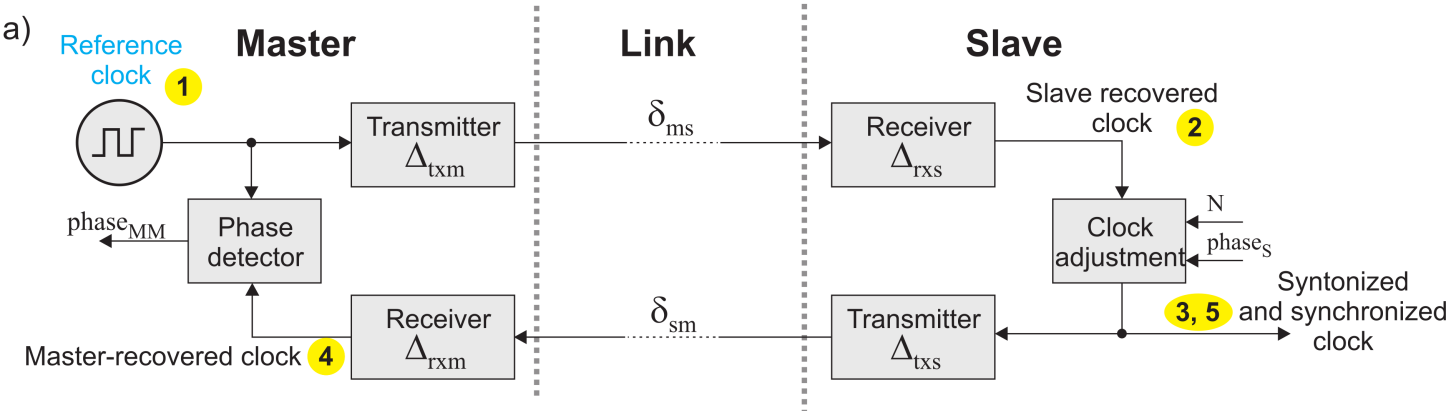 a)
Reference
clock
1
Master
Link
Slave
Transmitter
Δtxm
δms
Receiver
Δrxs
Slave recovered
clock 2
phaseMM
Phase
detector
Clock
adjustment
N
phaseS
Master-recovered clock 4
Receiver
Δrxm
δsm
Transmitter
Δtxs
3, 5
Syntonized
and synchronized
clock